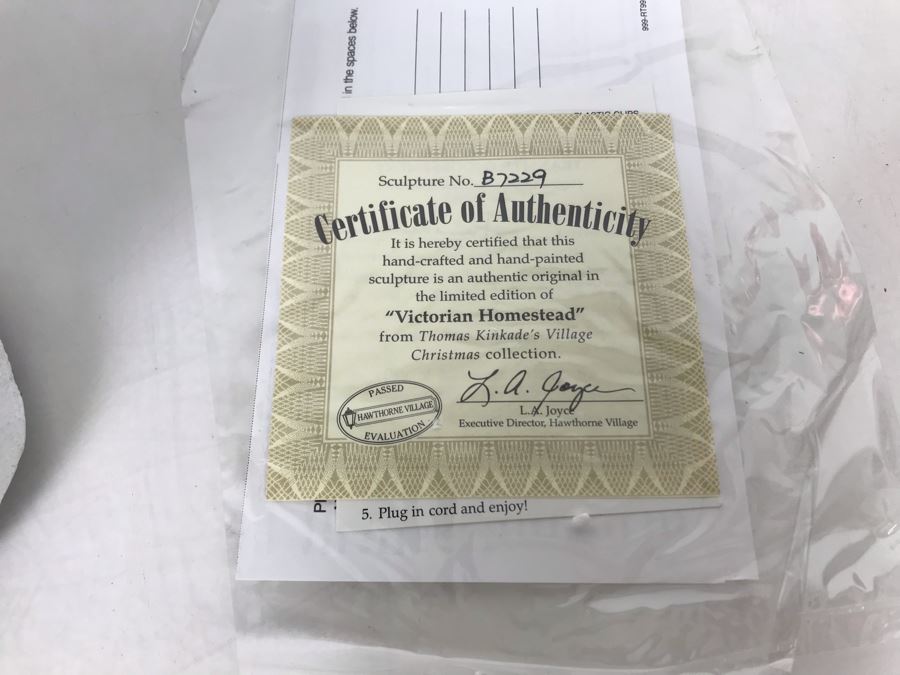 in the spaces below.
999-RT99
Sculpture No. B7229
Certificate of Authenticity
It is hereby certified that this
hand-crafted and hand-painted
sculpture is an authentic original in
the limited edition of
“Victorian Homestead”
from Thomas Kinkade's Village
Christmas collection.
PASSED
HAWTHORNE VILLAGE
EVALUATION
L. A. Joyce
L.A. Joyce
Executive Director, Hawthorne Village
5. Plug in cord and enjoy!